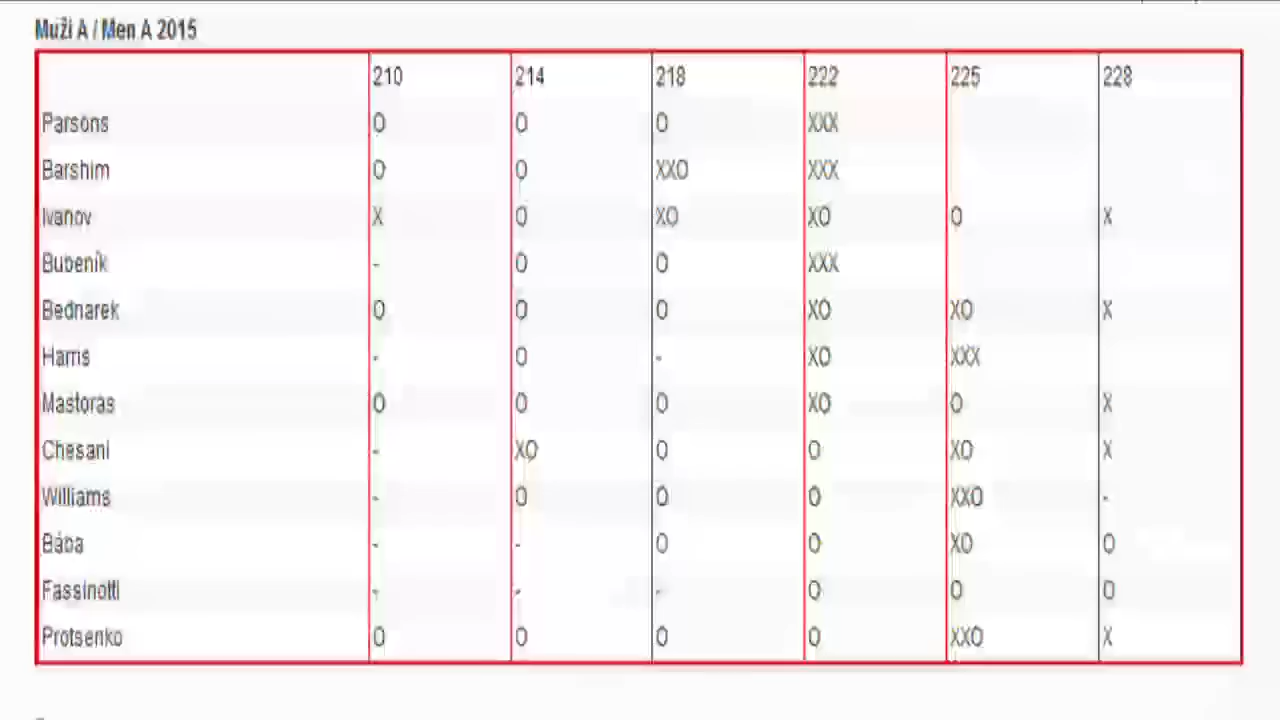 Muži A / Men A 2015
210 214 218 222 225 228
Parsons O O O XXX
Barshim O O XXO XXX
Ivanov X O XO XO O X
Bubeník - O O XXX
Bednarek O O O XO XO X
Harris - O - XO XXX
Mastoras O O O XO O X
Chesani - XO O O XO X
Williams - O O O XXO -
Bába - - O O XO O
Fassinotti - - - O O O
Protsenko O O O O XXO X